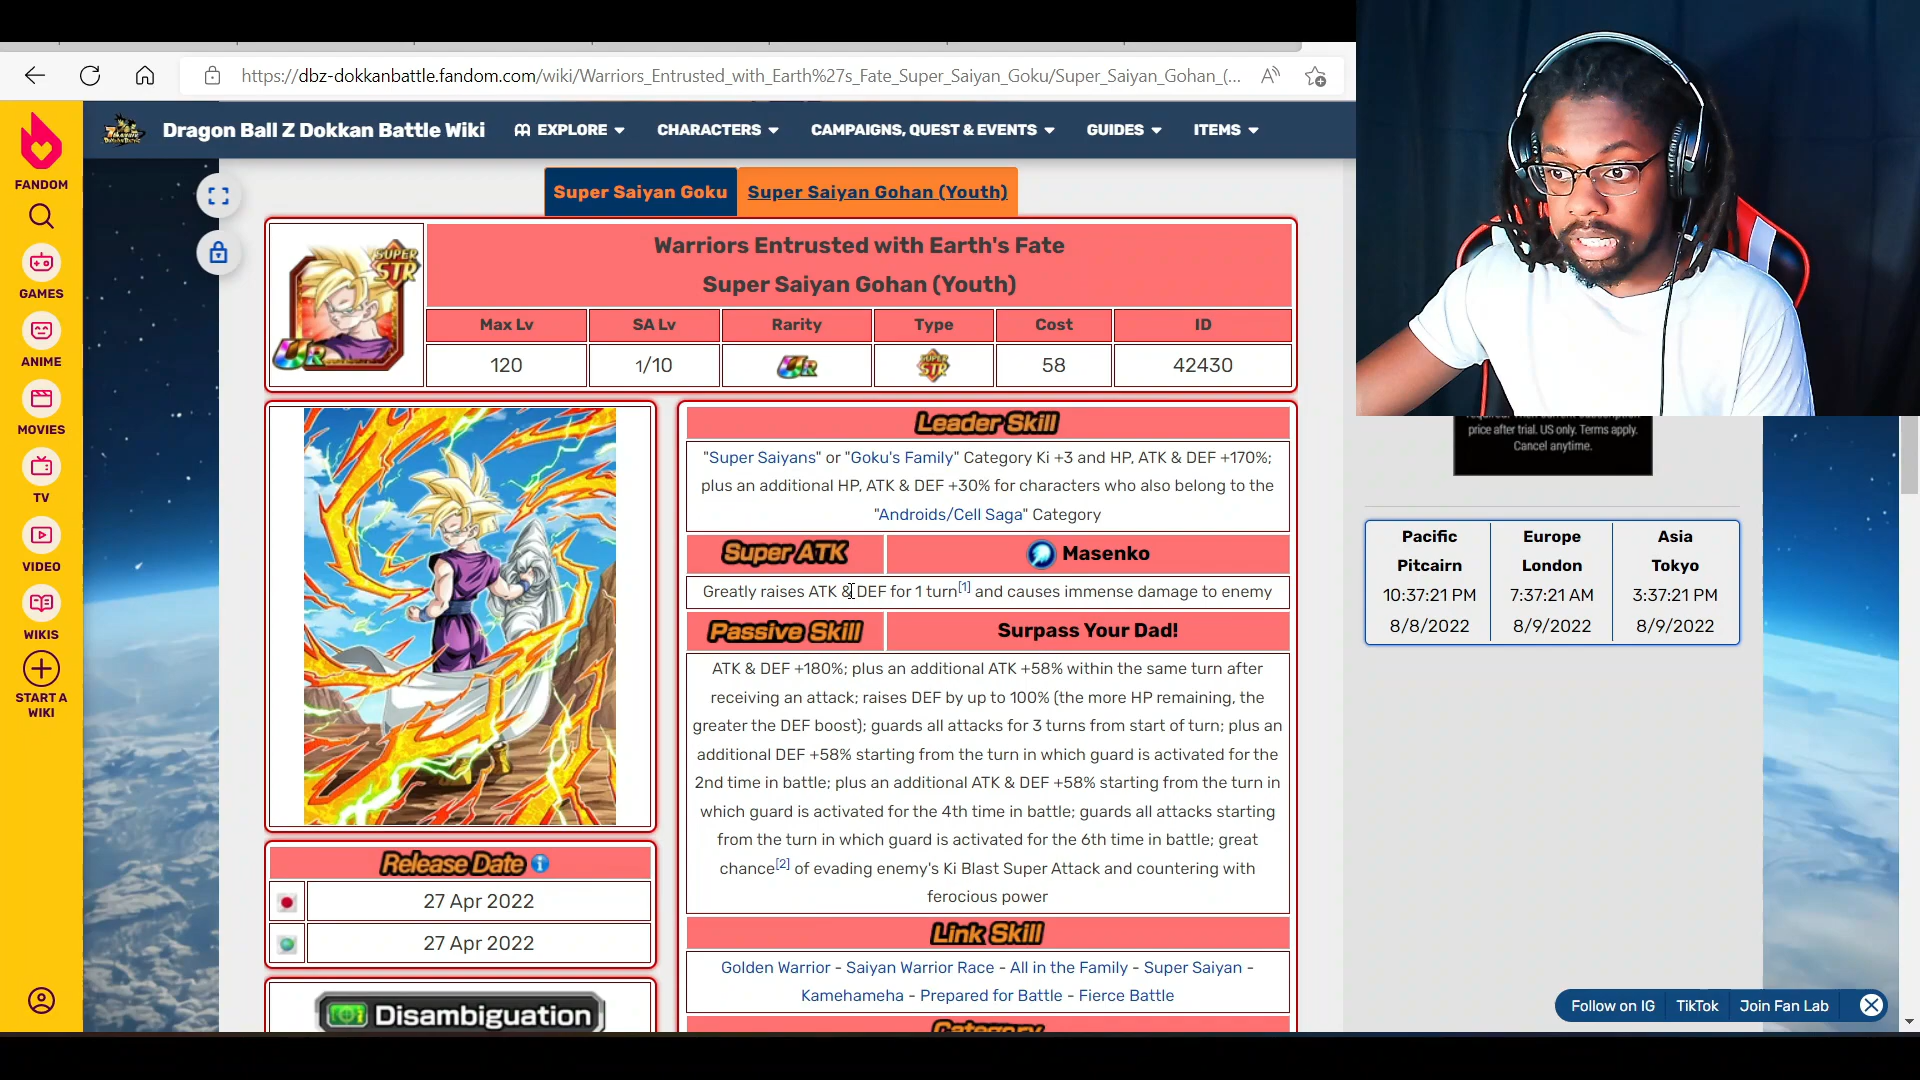 https://dbz-dokkanbattle.fandom.com/wiki/Warriors_Entrusted_with_Earth%27s_Fate_Super_Saiyan_Goku/Super_Saiyan_Gohan_(...
FANDOM
GAMES
ANIME
MOVIES
TV
VIDEO
WIKIS
START A
WIKI
Dragon Ball Z Dokkan Battle Wiki
EXPLORE
CHARACTERS
CAMPAIGNS, QUEST & EVENTS
GUIDES
ITEMS
Super Saiyan Goku
Super Saiyan Gohan (Youth)
SUPER
STR
UR
Warriors Entrusted with Earth's Fate
Super Saiyan Gohan (Youth)
Max Lv
SA Lv
Rarity
Type
Cost
ID
120
1/10
UR
SUPER
STR
58
42430
Leader Skill
"Super Saiyans" or "Goku's Family" Category Ki +3 and HP, ATK & DEF +170%;
plus an additional HP, ATK & DEF +30% for characters who also belong to the
"Androids/Cell Saga" Category
Super ATK
Masenko
Greatly raises ATK & DEF for 1 turn[1] and causes immense damage to enemy
Passive Skill
Surpass Your Dad!
ATK & DEF +180%; plus an additional ATK +58% within the same turn after
receiving an attack; raises DEF by up to 100% (the more HP remaining, the
greater the DEF boost); guards all attacks for 3 turns from start of turn; plus an
additional DEF +58% starting from the turn in which guard is activated for the
2nd time in battle; plus an additional ATK & DEF +58% starting from the turn in
which guard is activated for the 4th time in battle; guards all attacks starting
from the turn in which guard is activated for the 6th time in battle; great
chance[2] of evading enemy's Ki Blast Super Attack and countering with
ferocious power
Link Skill
Golden Warrior - Saiyan Warrior Race - All in the Family - Super Saiyan -
Kamehameha - Prepared for Battle - Fierce Battle
Category
Release Date
27 Apr 2022
27 Apr 2022
Disambiguation
price after trial. US only. Terms apply.
Cancel anytime.
Pacific
Pitcairn
10:37:21 PM
8/8/2022
Europe
London
7:37:21 AM
8/9/2022
Asia
Tokyo
3:37:21 PM
8/9/2022
Follow on IG
TikTok
Join Fan Lab